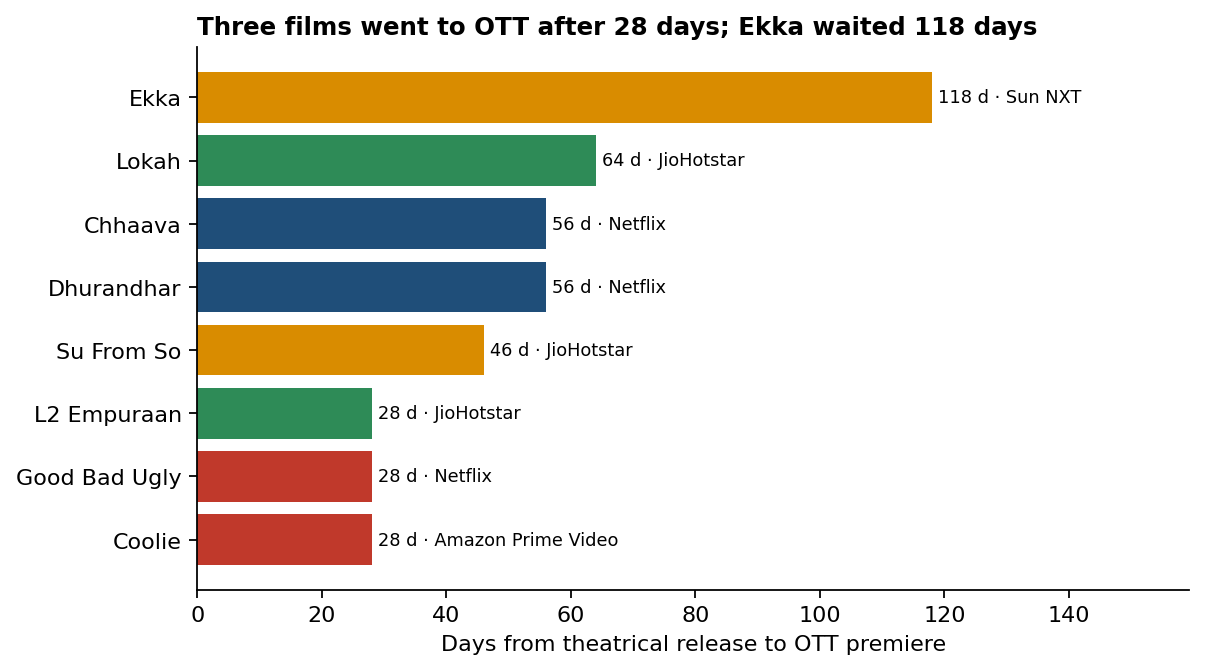 Three films went to OTT after 28 days; Ekka waited 118 days
Ekka 118 d · Sun NXT
Lokah 64 d · JioHotstar
Chhaava 56 d · Netflix
Dhurandhar 56 d · Netflix
Su From So 46 d · JioHotstar
L2 Empuraan 28 d · JioHotstar
Good Bad Ugly 28 d · Netflix
Coolie 28 d · Amazon Prime Video
0 20 40 60 80 100 120 140
Days from theatrical release to OTT premiere